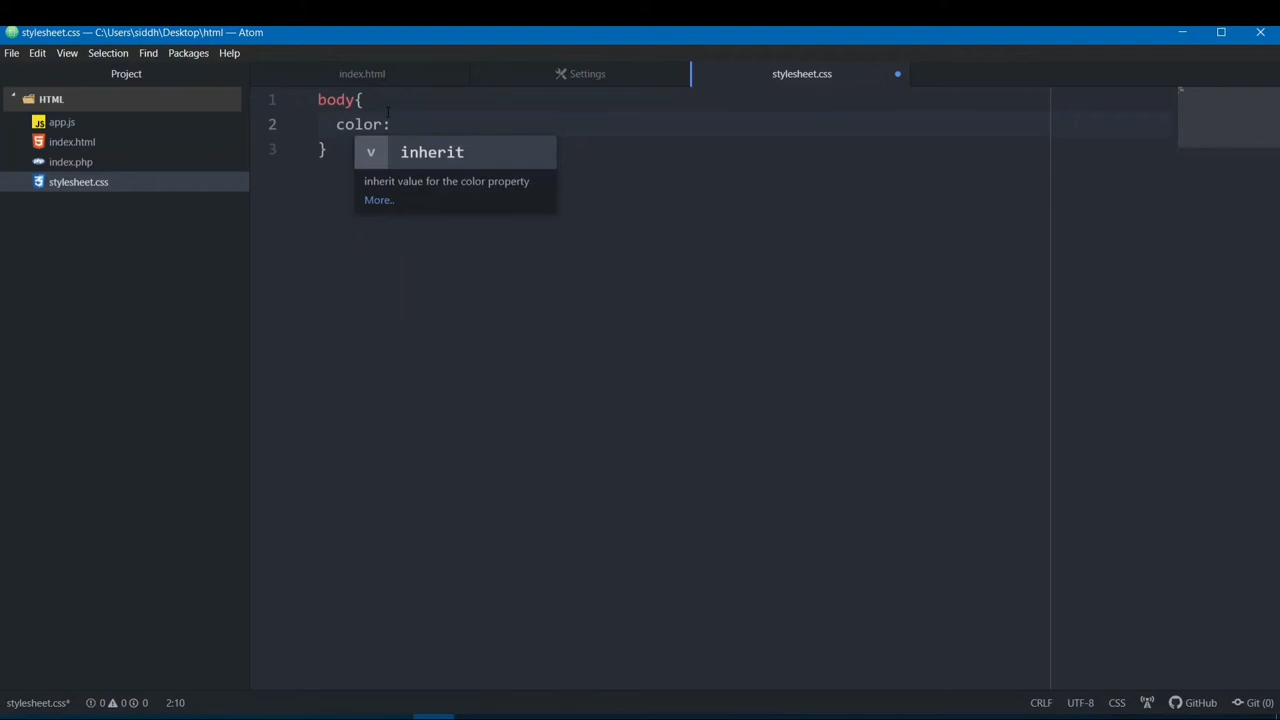 stylesheet.css — C:\Users\siddh\Desktop\html — Atom
File Edit View Selection Find Packages Help
Project
index.html
Settings
stylesheet.css
HTML
app.js
index.html
index.php
stylesheet.css
1 body{
2 color:
3 }
v inherit
inherit value for the color property
More..
stylesheet.css* 0 0 0 2:10
CRLF UTF-8 CSS GitHub Git (0)